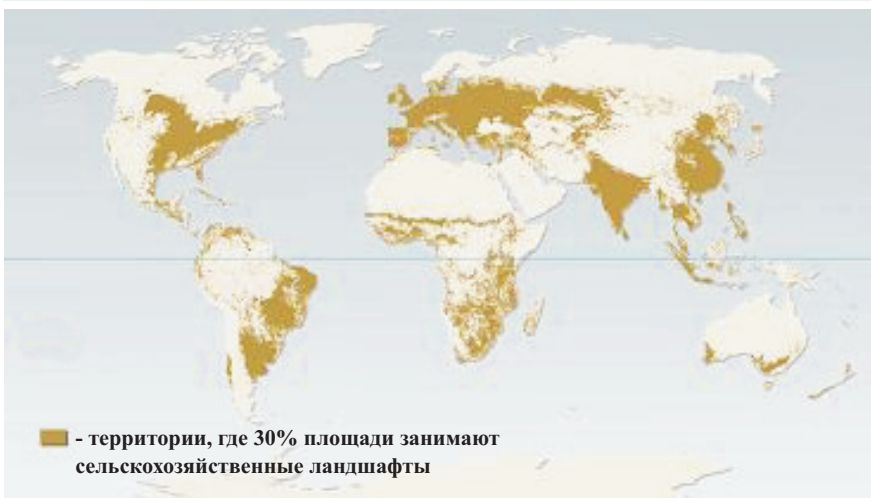 - территории, где 30% площади занимают
сельскохозяйственные ландшафты